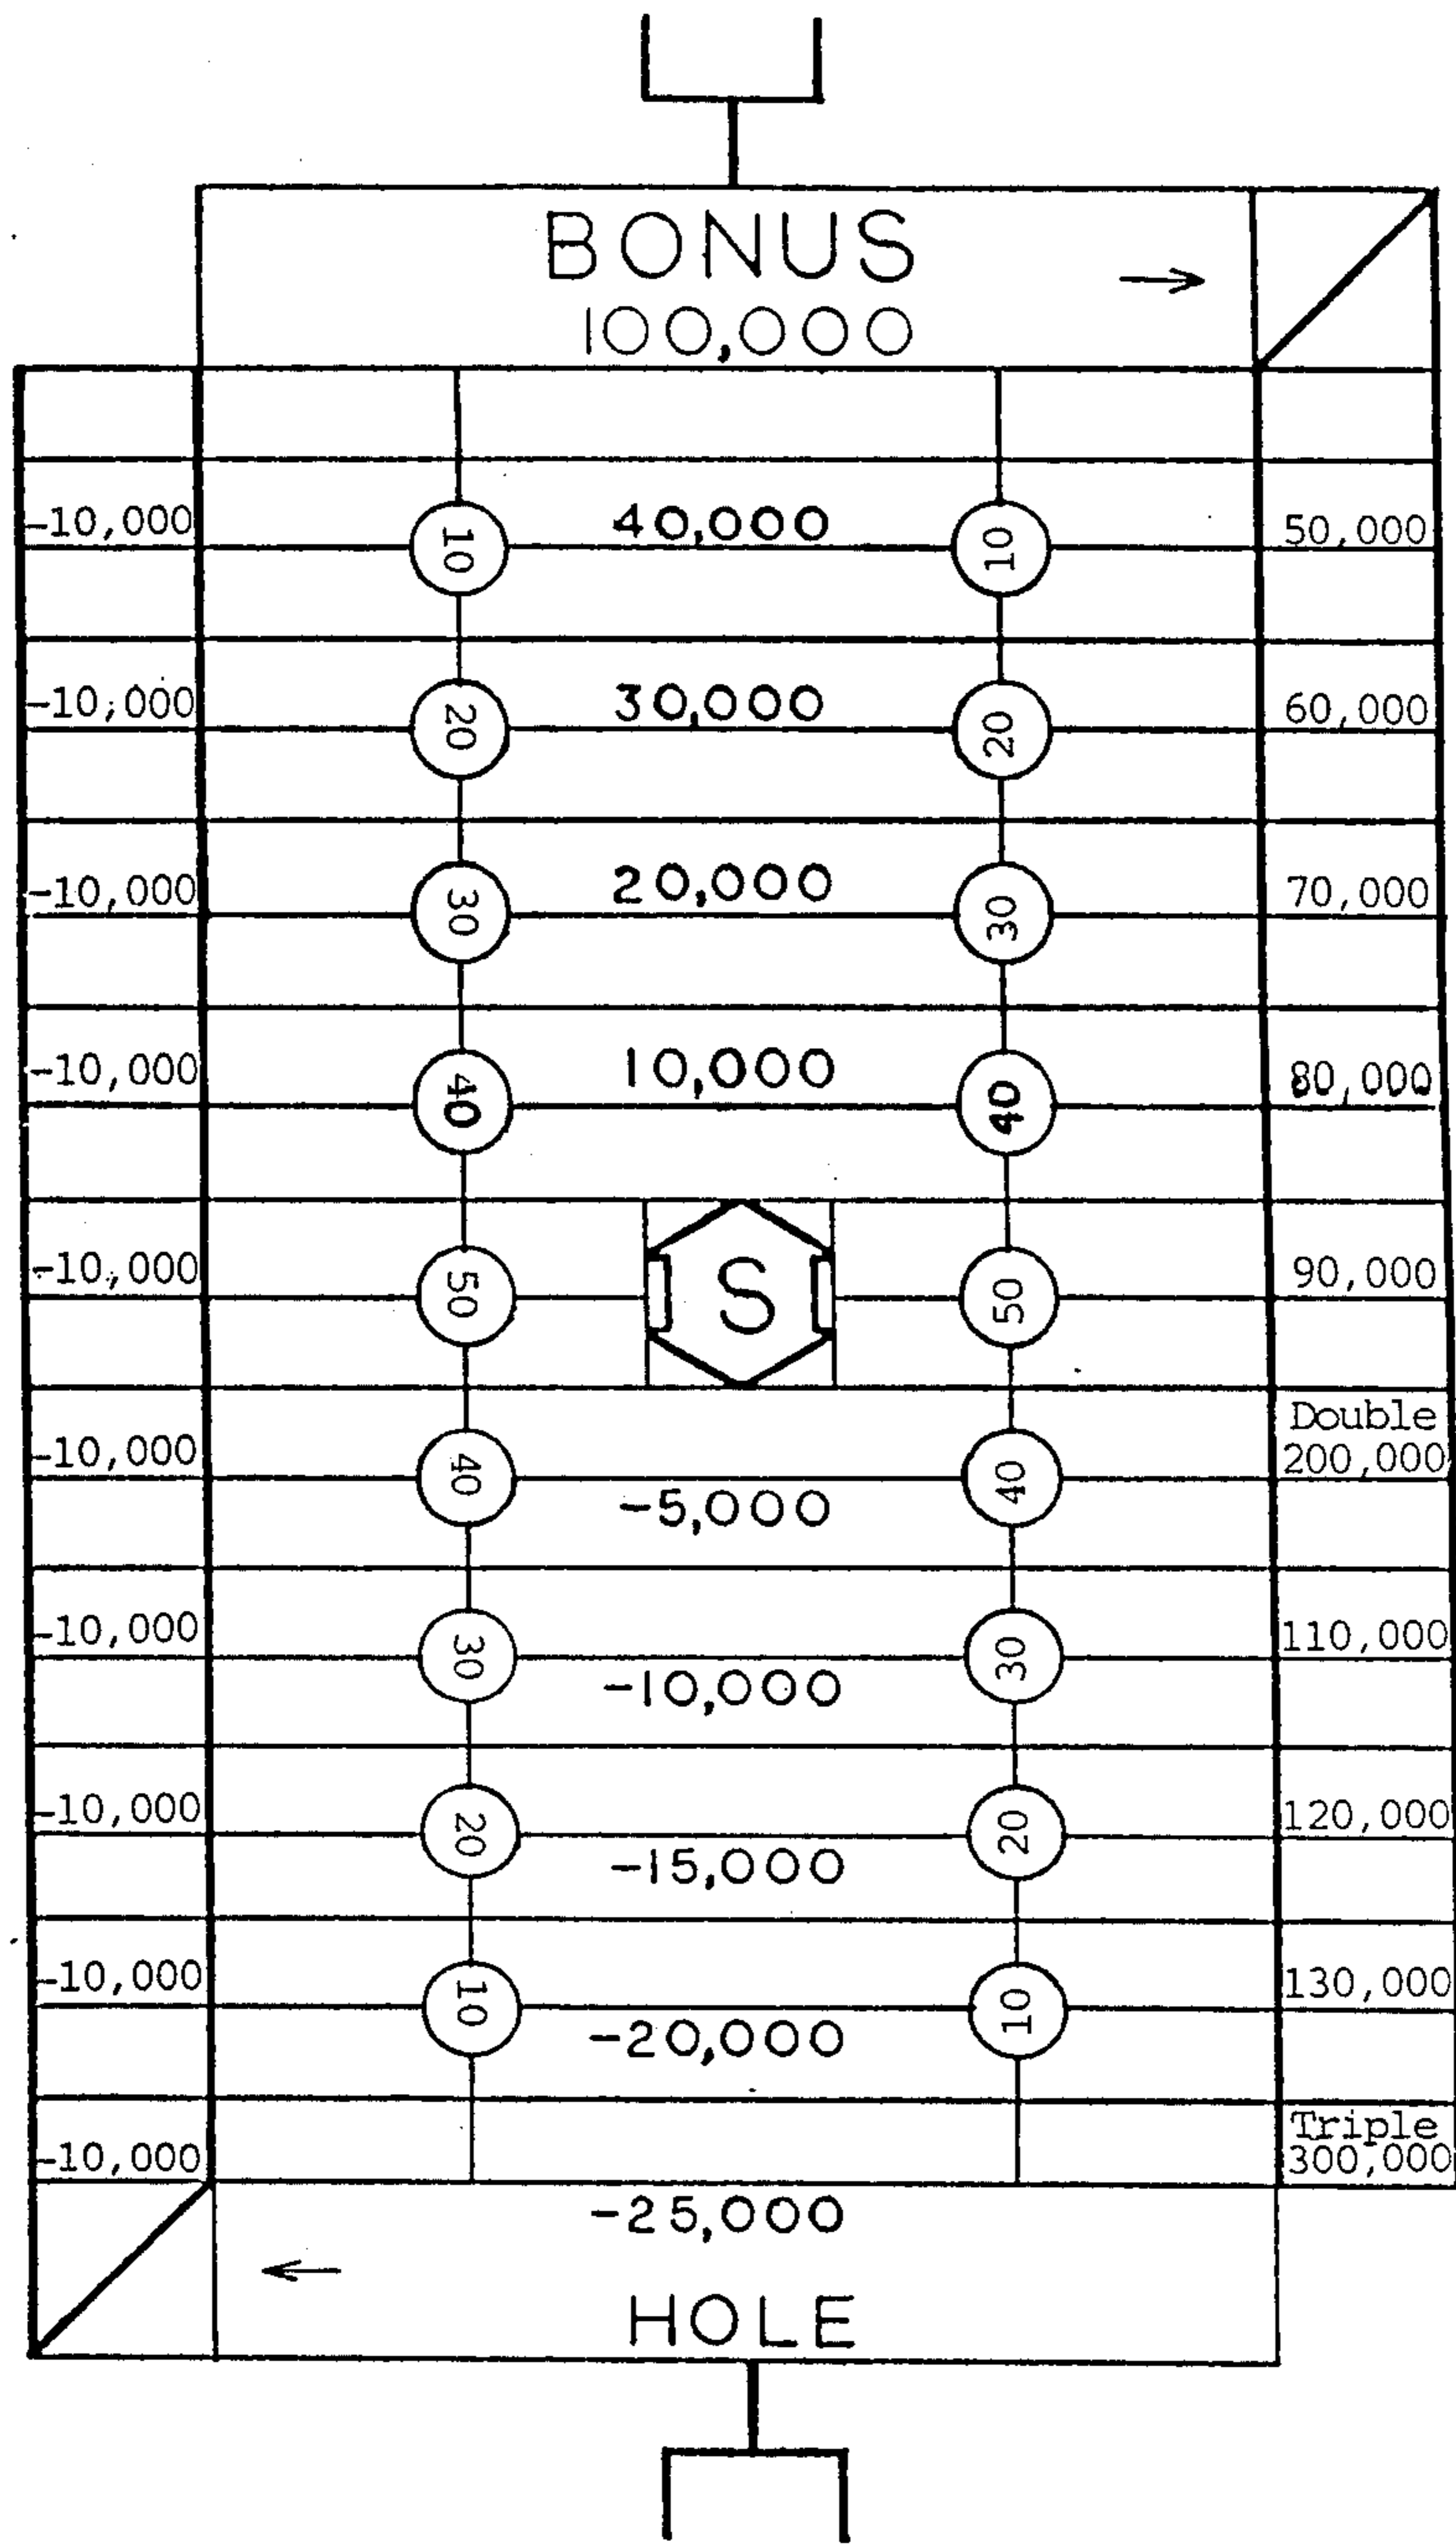 BONUS →
100,000
-10,000 10 40,000 10 50,000
-10,000 20 30,000 20 60,000
-10,000 30 20,000 30 70,000
-10,000 40 10,000 40 80,000
-10,000 50 S 50 90,000
Double
-10,000 40 -5,000 40 200,000
-10,000 30 -10,000 30 110,000
-10,000 20 -15,000 20 120,000
-10,000 10 -20,000 10 130,000
Triple
-10,000 300,000
-25,000
←
HOLE